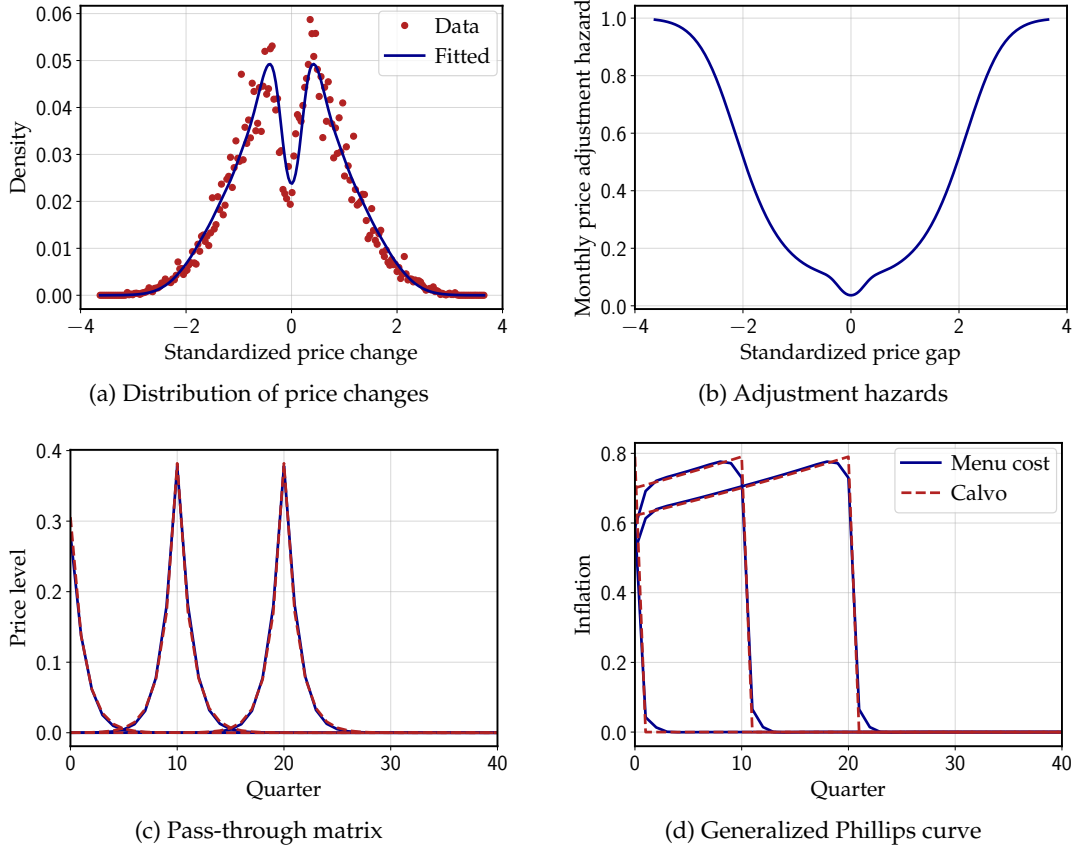 0.06
0.05
0.04
0.03
0.02
0.01
0.00
Density
Data
Fitted
−4
−2
0
2
4
Standardized price change
(a) Distribution of price changes
1.0
0.8
0.6
0.4
0.2
0.0
Monthly price adjustment hazard
−4
−2
0
2
4
Standardized price gap
(b) Adjustment hazards
0.4
0.3
0.2
0.1
0.0
Price level
0
10
20
30
40
Quarter
(c) Pass-through matrix
0.8
0.6
0.4
0.2
0.0
Inflation
Menu cost
Calvo
0
10
20
30
40
Quarter
(d) Generalized Phillips curve